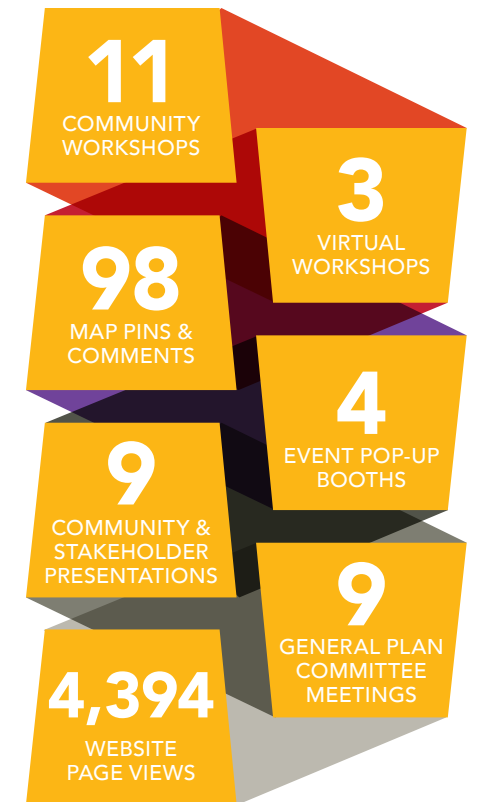 11
COMMUNITY
WORKSHOPS
3
VIRTUAL
WORKSHOPS
98
MAP PINS &
COMMENTS
4
EVENT POP-UP
BOOTHS
9
COMMUNITY &
STAKEHOLDER
PRESENTATIONS
9
GENERAL PLAN
COMMITTEE
MEETINGS
4,394
WEBSITE
PAGE VIEWS